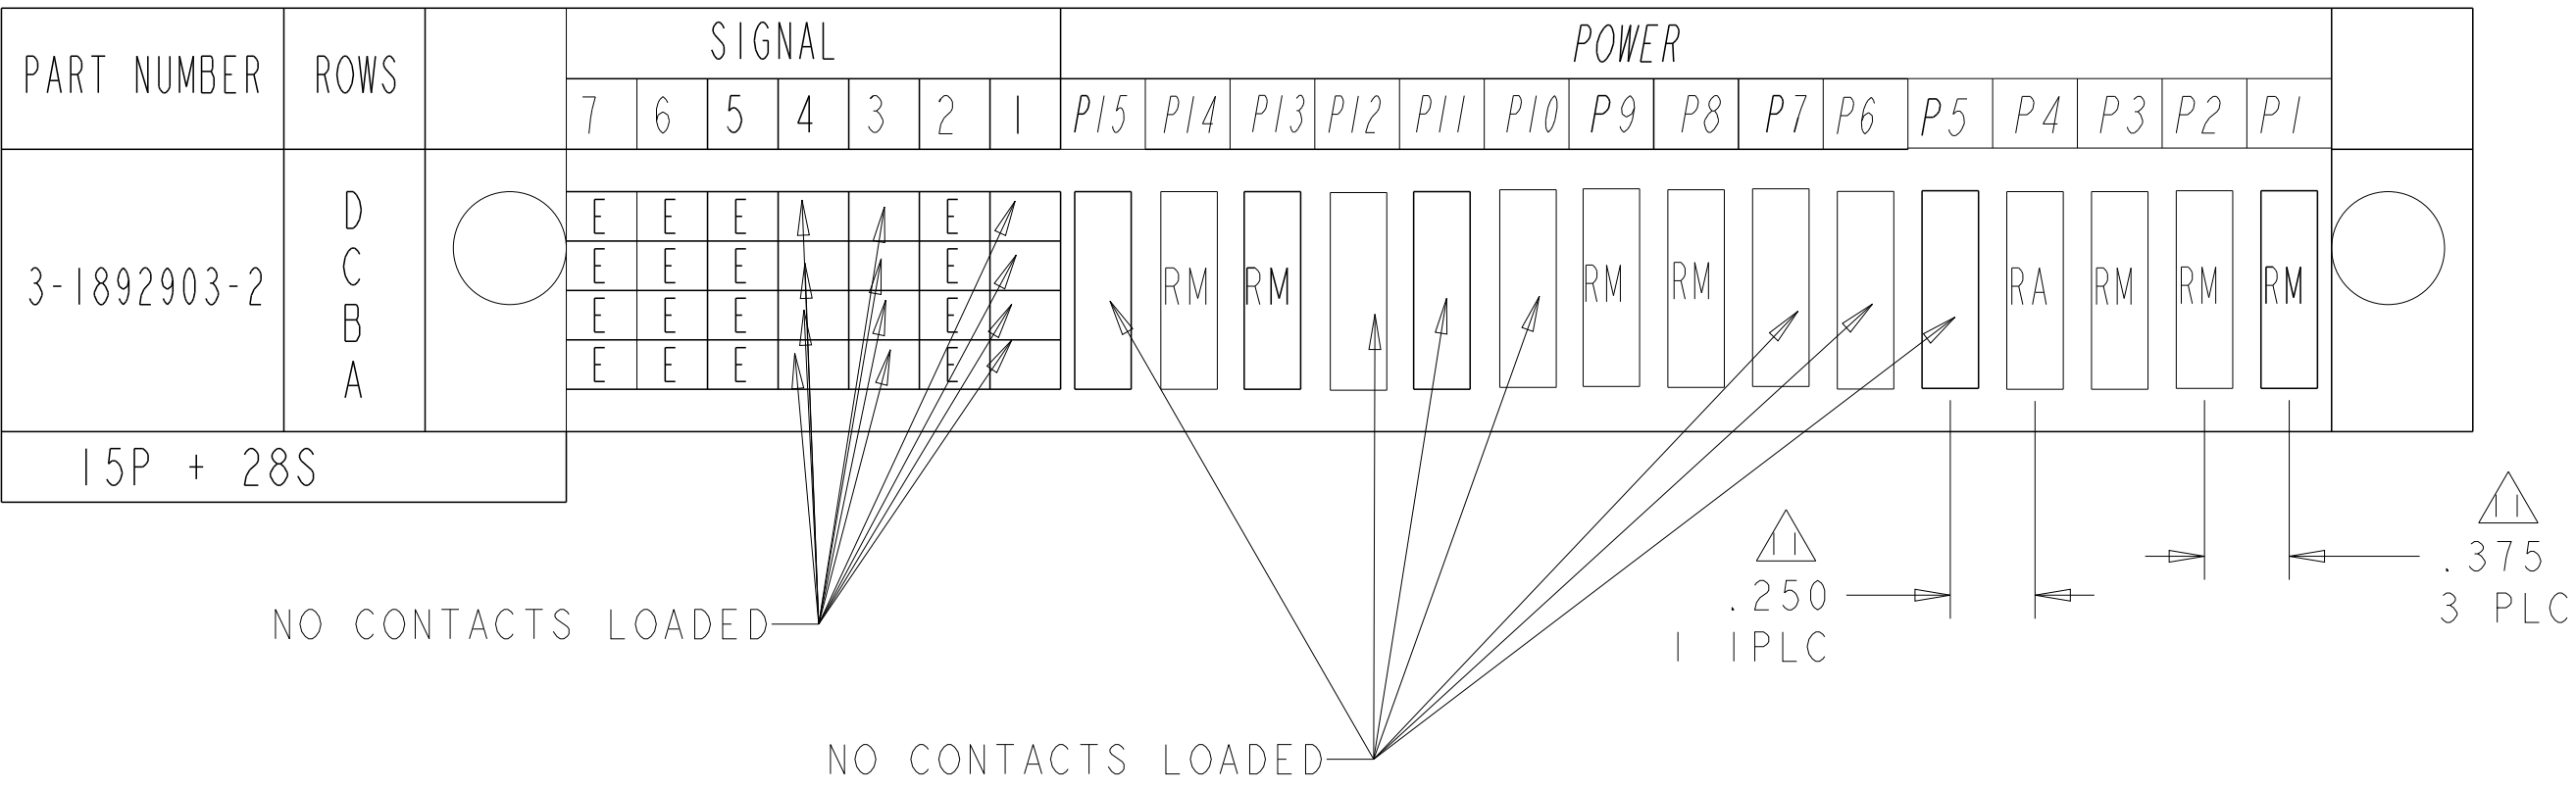 PART NUMBER ROWS SIGNAL POWER
7 6 5 4 3 2 1 P15 P14 P13 P12 P11 P10 P9 P8 P7 P6 P5 P4 P3 P2 P1
3-1892903-2
D E E E E
C E E E E
B E E E E
A E E E E
RM RM RM RM RA RM RM RM
15P + 28S
NO CONTACTS LOADED
11
.250
11PLC
11
.375
3 PLC
NO CONTACTS LOADED